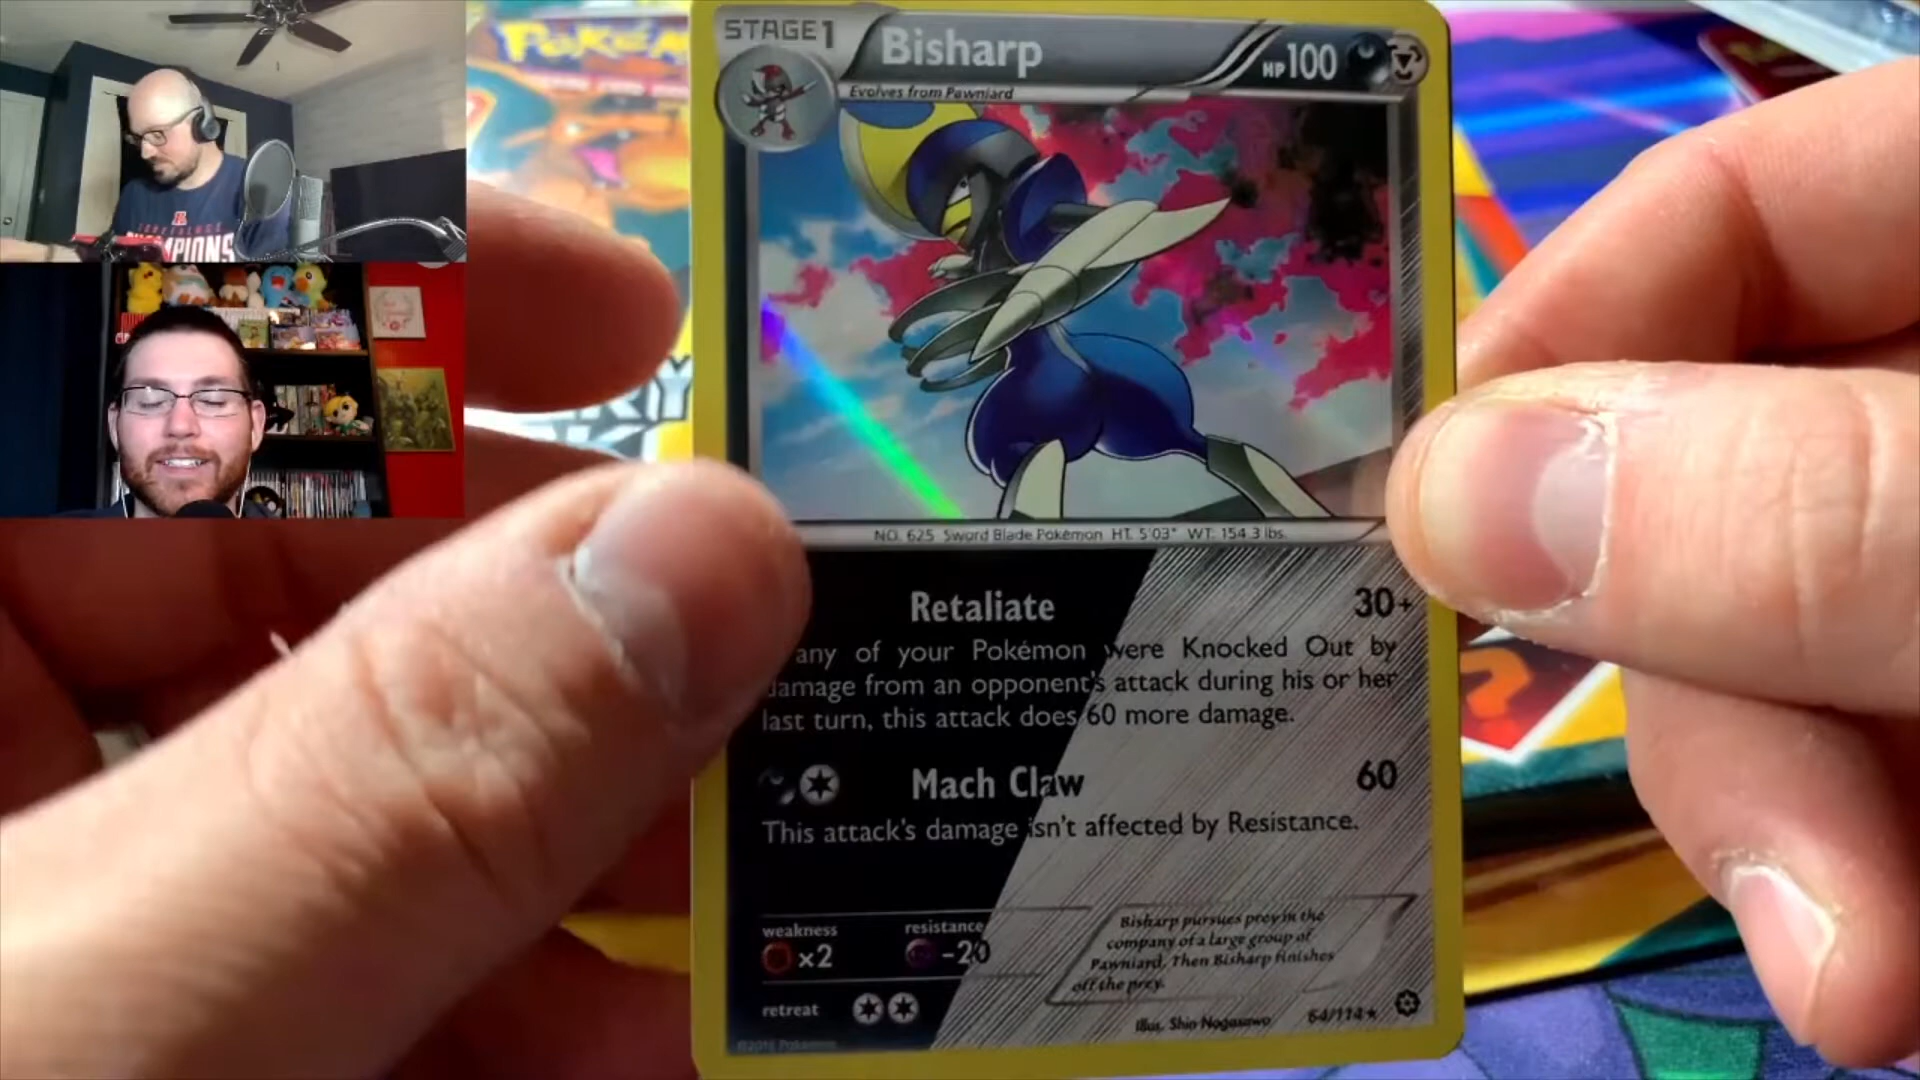 POKÉM
STAGE1
Bisharp
HP100
Evolves from Pawniard
NO. 625 Sword Blade Pokémon HT. 5'03" WT. 154.3 lbs.
Retaliate
30+
any of your Pokémon were Knocked Out by
damage from an opponent's attack during his or her
last turn, this attack does 60 more damage.
Mach Claw
60
This attack's damage isn't affected by Resistance.
weakness
resistance
x2
-20
retreat
Bisharp pursues prey in the
company of a large group of
Pawniard. Then Bisharp finishes
off the prey.
Illus. Shin Nagasawa
64/114